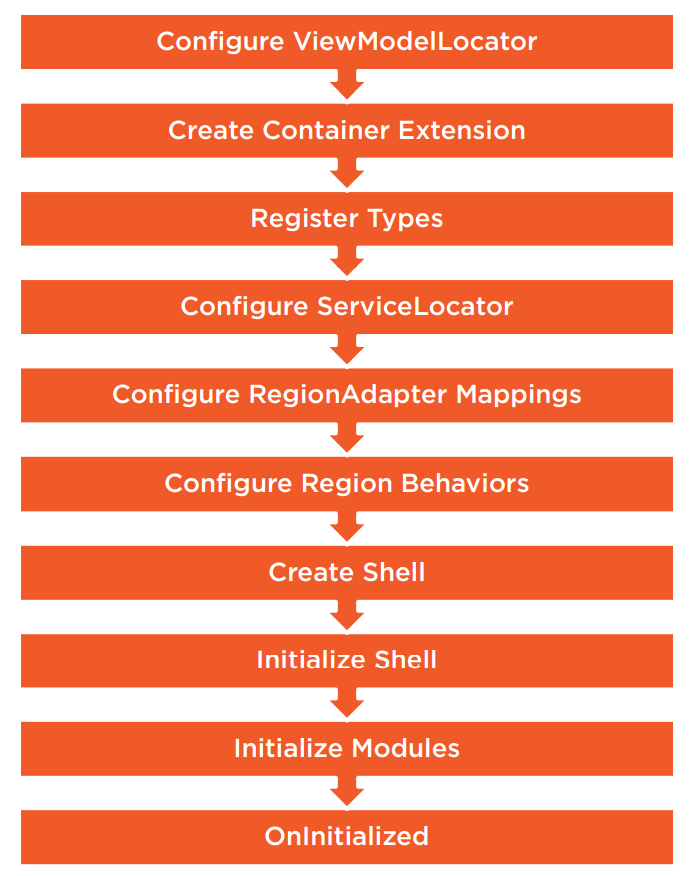 Configure ViewModelLocator
Create Container Extension
Register Types
Configure ServiceLocator
Configure RegionAdapter Mappings
Configure Region Behaviors
Create Shell
Initialize Shell
Initialize Modules
OnInitialized